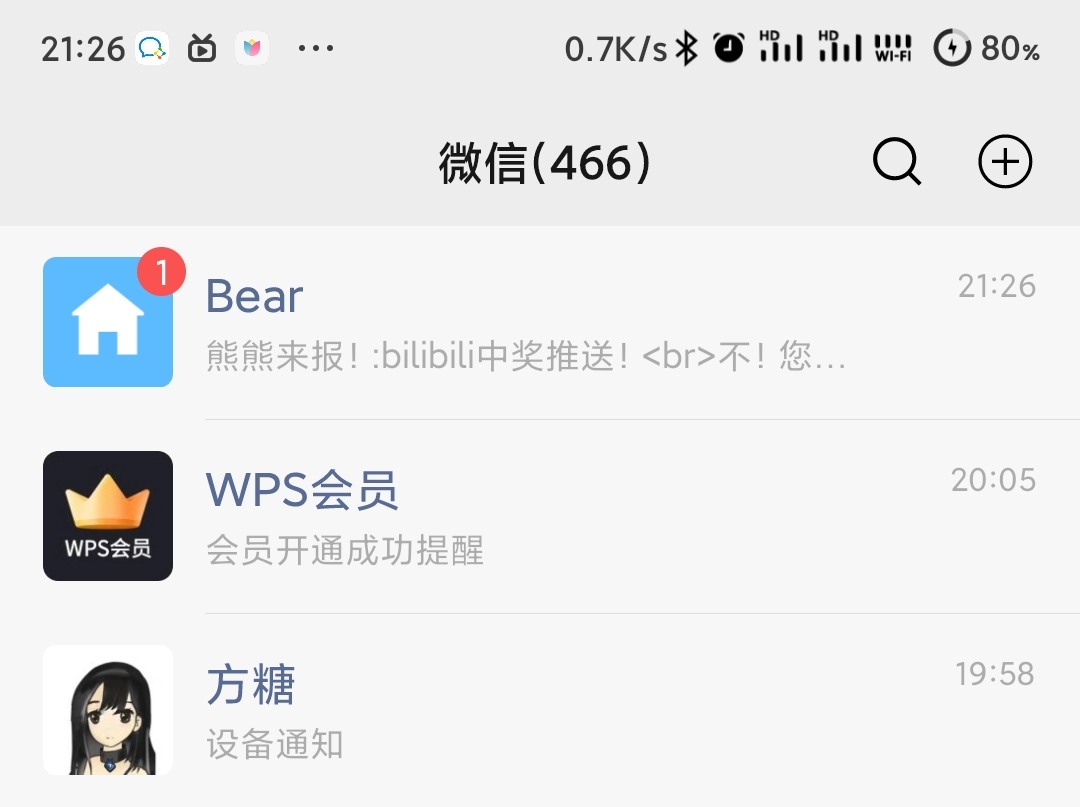 21:26 ··· 0.7K/s HD HD WI-FI 80%
微信(466)
1
Bear 21:26
熊熊来报！:bilibili中奖推送！<br>不！您...
WPS会员 20:05
WPS会员
会员开通成功提醒
方糖 19:58
设备通知